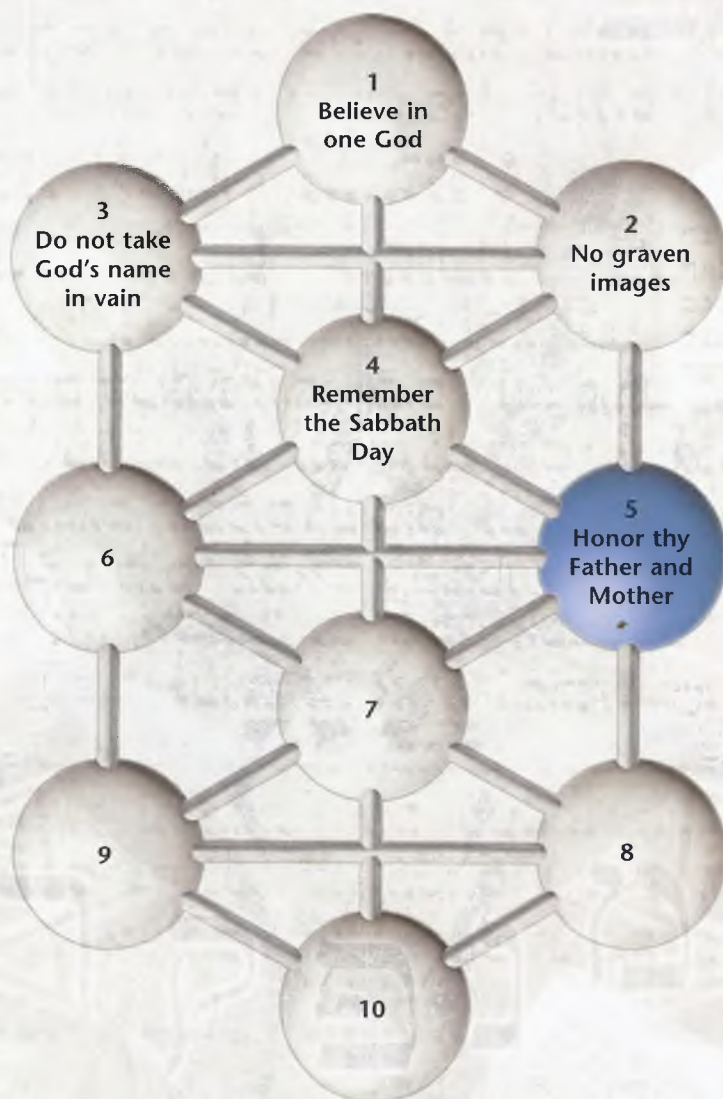 1
Believe in
one God
3
Do not take
God's name
in vain
2
No graven
images
4
Remember
the Sabbath
Day
5
Honor thy
Father and
Mother
6
7
9
8
10